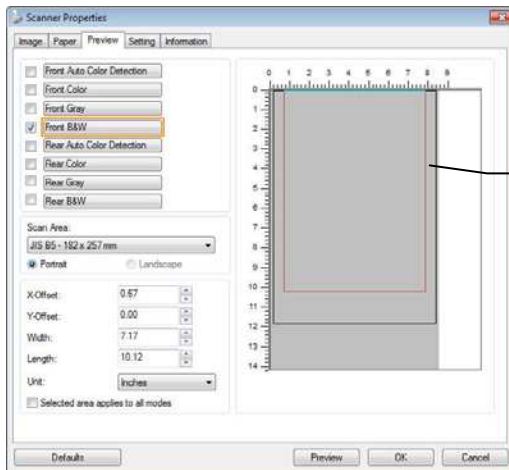 Scanner Properties
Image Paper Preview Setting Information
Front Auto Color Detection
Front Color
Front Gray
Front B&W
Rear Auto Color Detection
Rear Color
Rear Gray
Rear B&W
Scan Area:
JIS B5 - 182 x 257 mm
Portrait Landscape
X-Offset: 0.67
Y-Offset: 0.00
Width: 7.17
Length: 10.12
Unit: Inches
Selected area applies to all modes
0 1 2 3 4 5 6 7 8 9
0
1
2
3
4
5
6
7
8
9
10
11
12
13
14
Defaults Preview OK Cancel